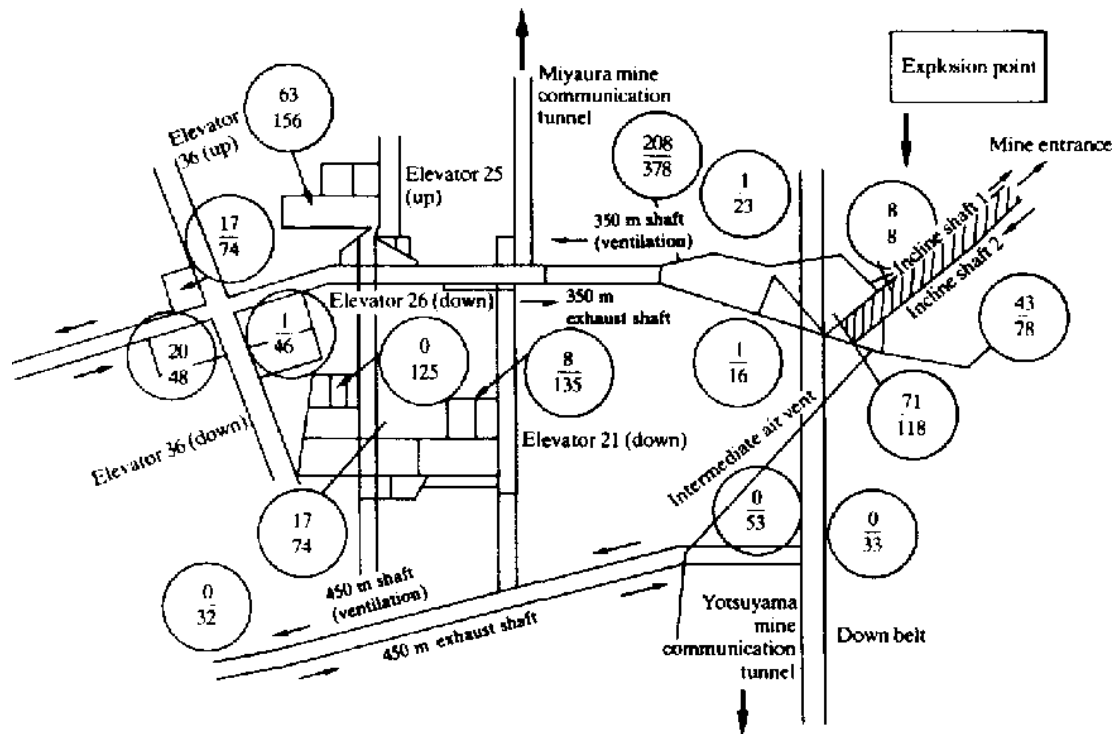 Explosion point
Miyaura mine
communication
tunnel
Mine entrance
Elevator
36 (up)
63
156
Elevator 25
(up)
208
378
1
23
8
8
Incline shaft 1
Incline shaft 2
350 m shaft
(ventilation)
17
74
Elevator 26 (down)
350 m
exhaust shaft
43
78
20
48
1
46
0
125
8
135
1
16
71
118
Elevator 36 (down)
Elevator 21 (down)
Intermediate air vent
17
74
0
53
0
33
0
32
450 m shaft
(ventilation)
450 m exhaust shaft
Yotsuyama
mine
communication
tunnel
Down belt